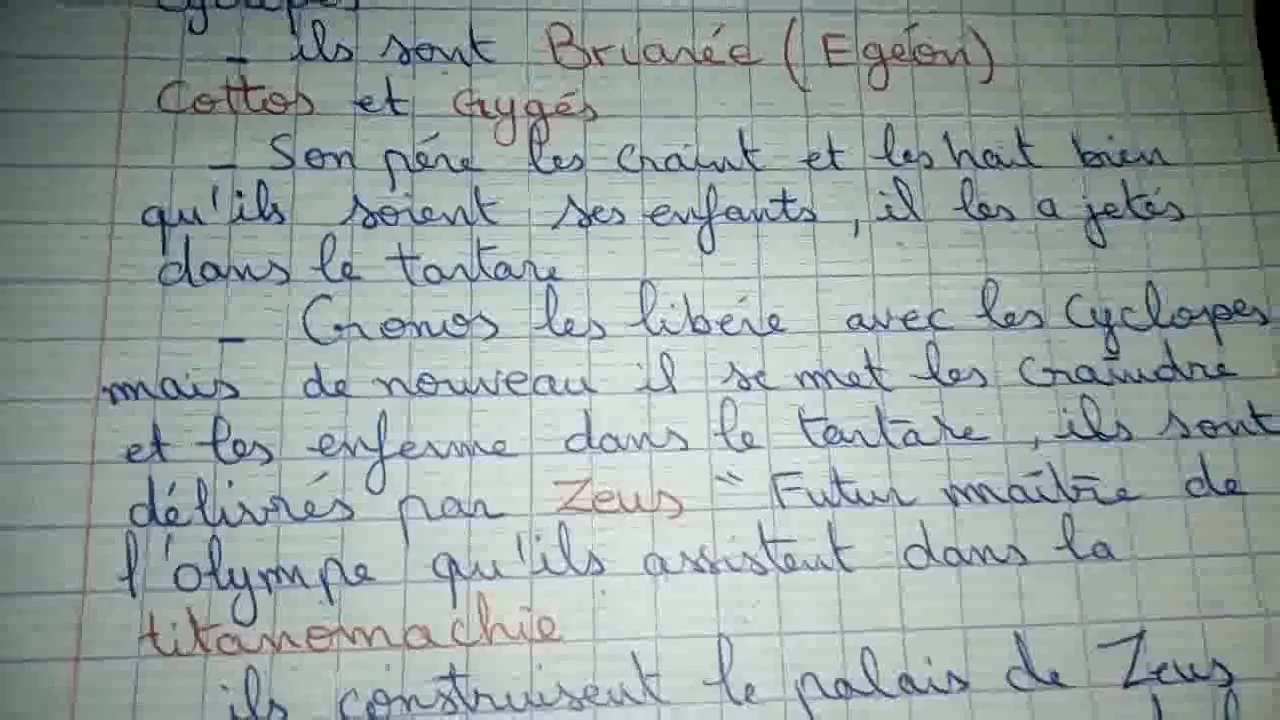 Cyclopes
- ils sont Briarée (Egéon)
Cottos et Gygés
- Son pére les craint et les hait bien
qu'ils soient ses enfants, il les a jetés
dans le tartare
- Cronos les libére avec les Cyclopes
mais de nouveau il se met les craindre
et les enferme dans le tartare, ils sont
délivrés par Zeus " Futur maître de
l'olympe qu'ils assistent dans la
titanomachie
ils construisent le palais de Zeus